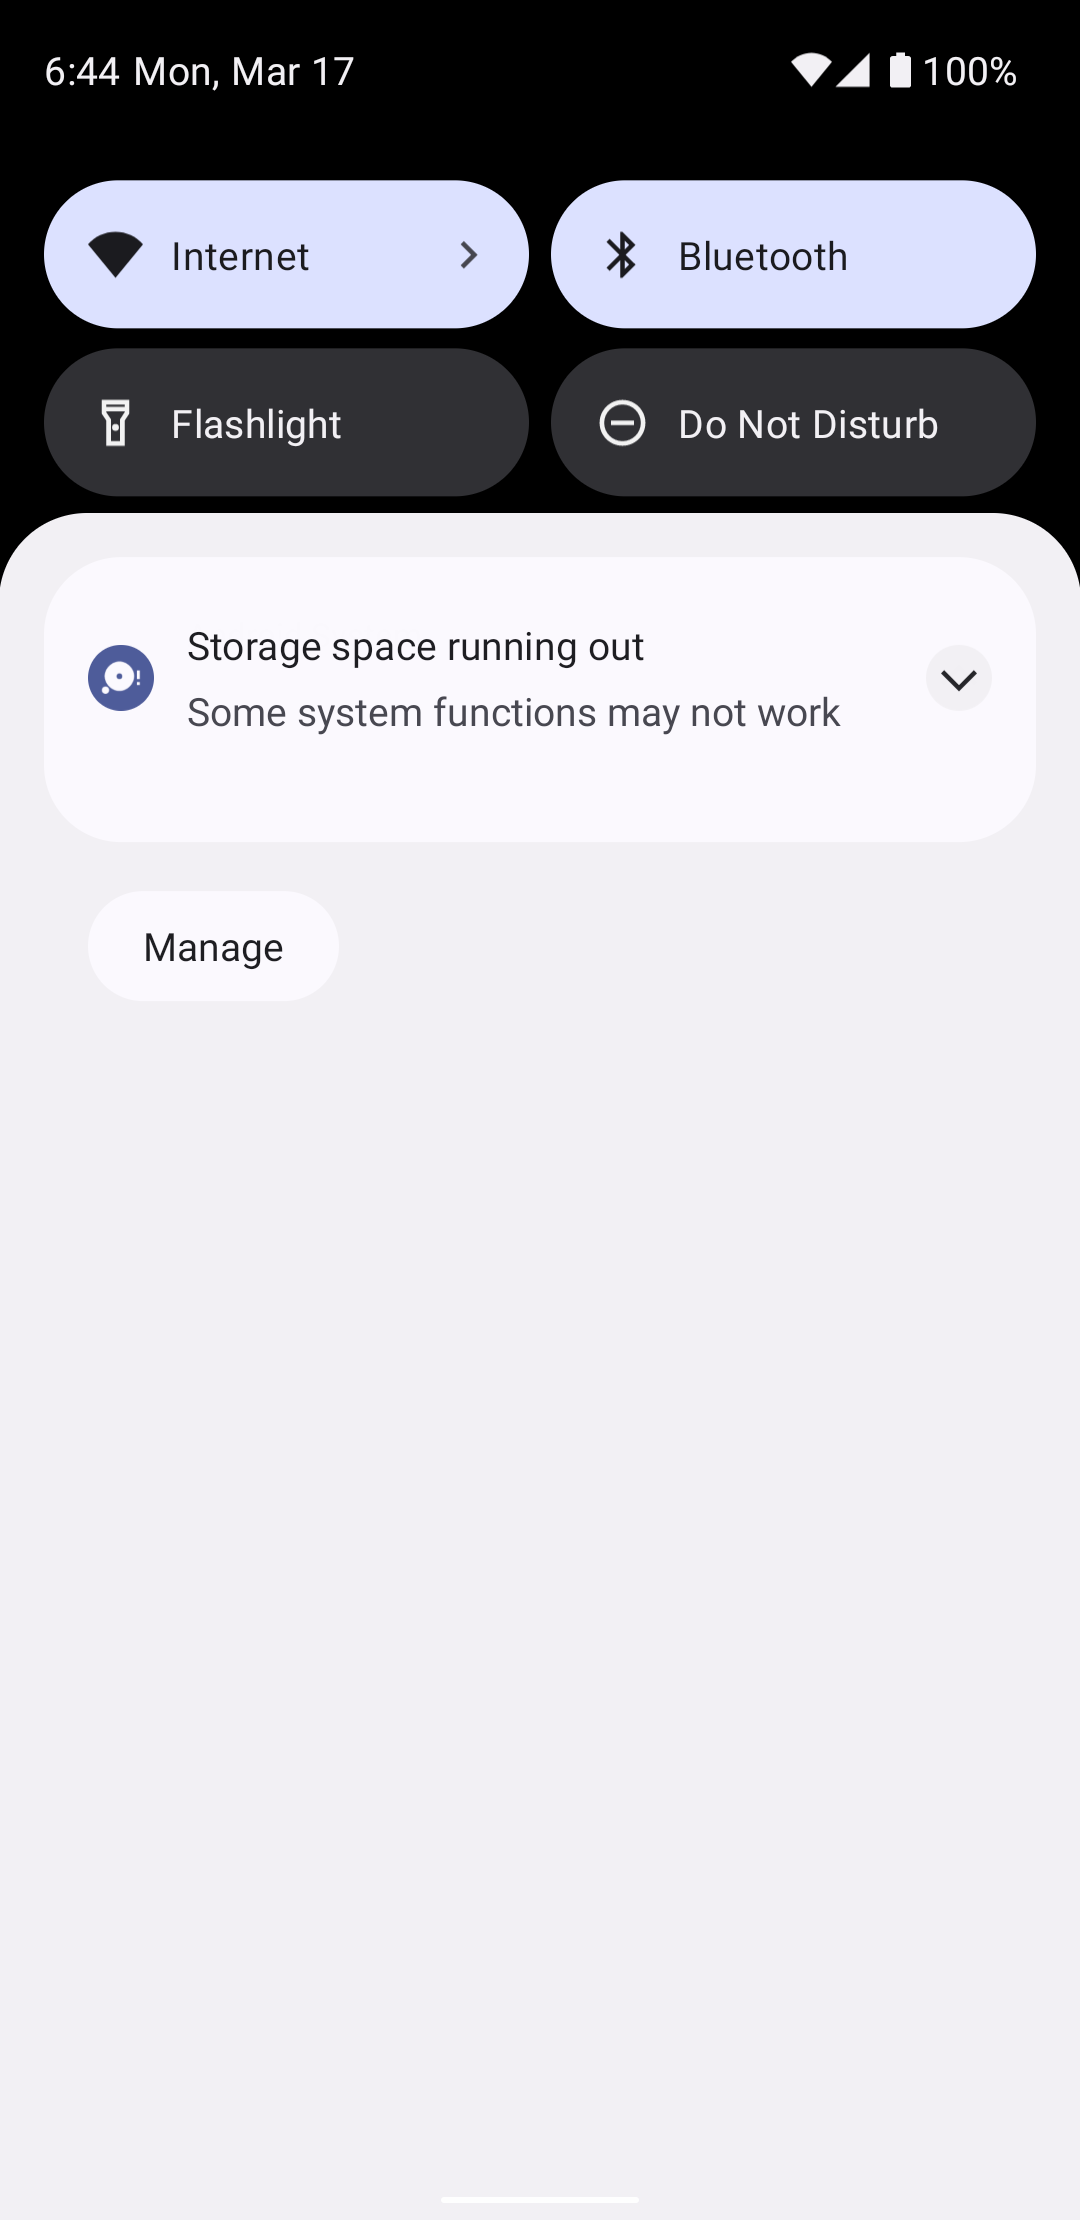 6:44 Mon, Mar 17
100%
Internet
Bluetooth
Flashlight
Do Not Disturb
Storage space running out
Some system functions may not work
Manage